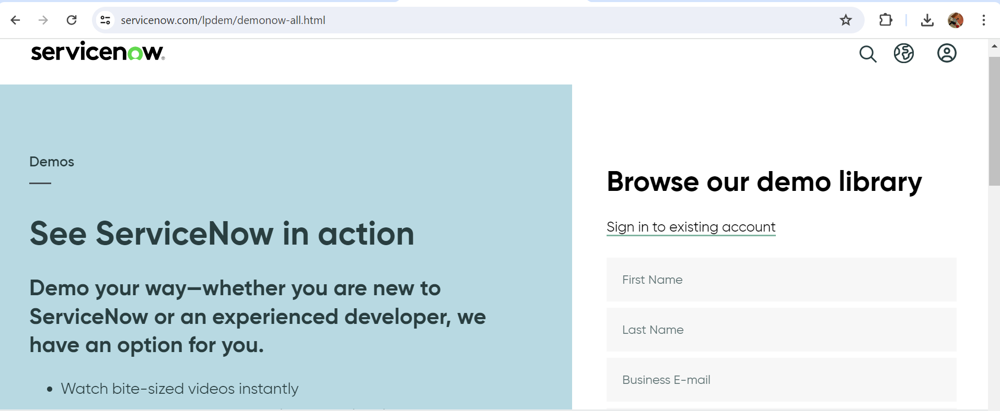 servicenow.com/lpdem/demonow-all.html
servicenow®
Demos
See ServiceNow in action
Demo your way—whether you are new to
ServiceNow or an experienced developer, we
have an option for you.
• Watch bite-sized videos instantly
Browse our demo library
Sign in to existing account
First Name
Last Name
Business E-mail